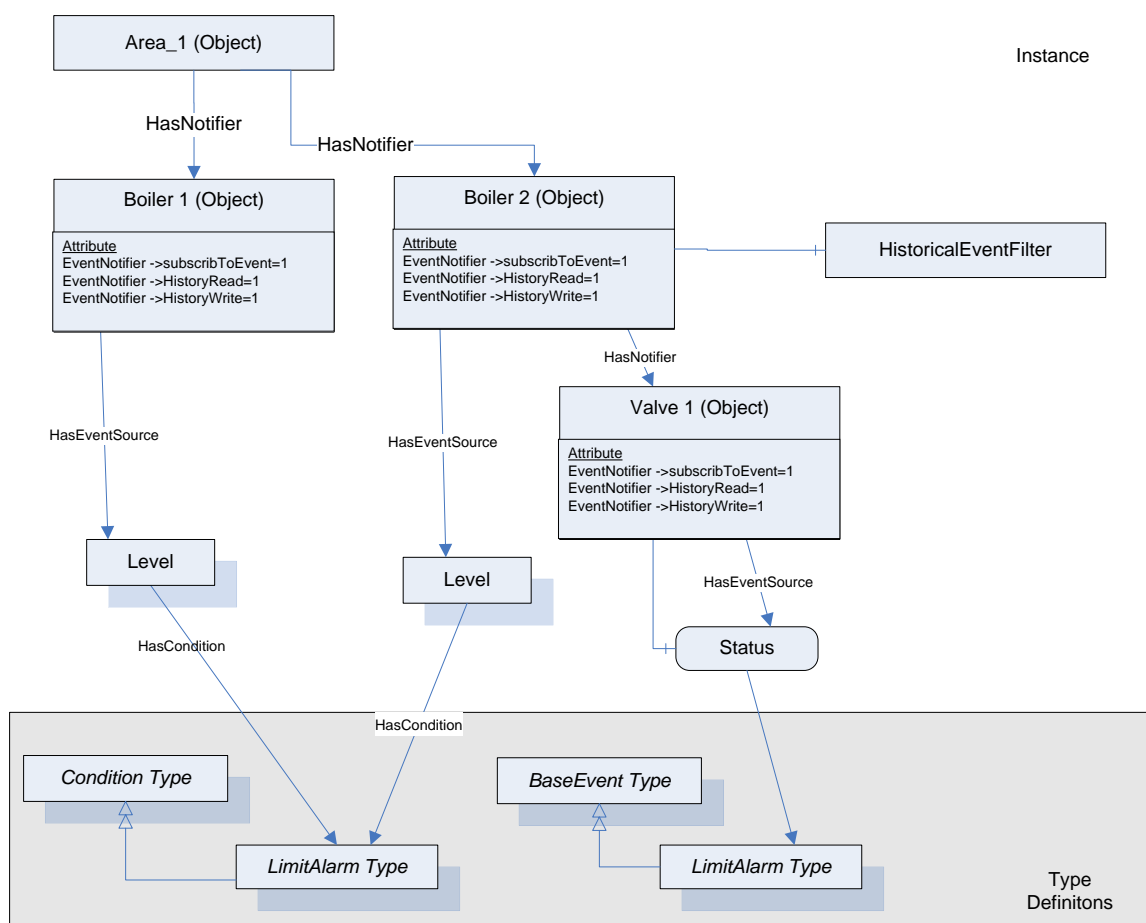 Area_1 (Object)
Instance
HasNotifier
HasNotifier
Boiler 1 (Object)
Attribute
EventNotifier ->subscribToEvent=1
EventNotifier ->HistoryRead=1
EventNotifier ->HistoryWrite=1
Boiler 2 (Object)
Attribute
EventNotifier ->subscribToEvent=1
EventNotifier ->HistoryRead=1
EventNotifier ->HistoryWrite=1
HistoricalEventFilter
HasNotifier
Valve 1 (Object)
Attribute
EventNotifier ->subscribToEvent=1
EventNotifier ->HistoryRead=1
EventNotifier ->HistoryWrite=1
HasEventSource
HasEventSource
Level
Level
HasEventSource
Status
HasCondition
HasCondition
Condition Type
BaseEvent Type
LimitAlarm Type
LimitAlarm Type
Type
Definitons